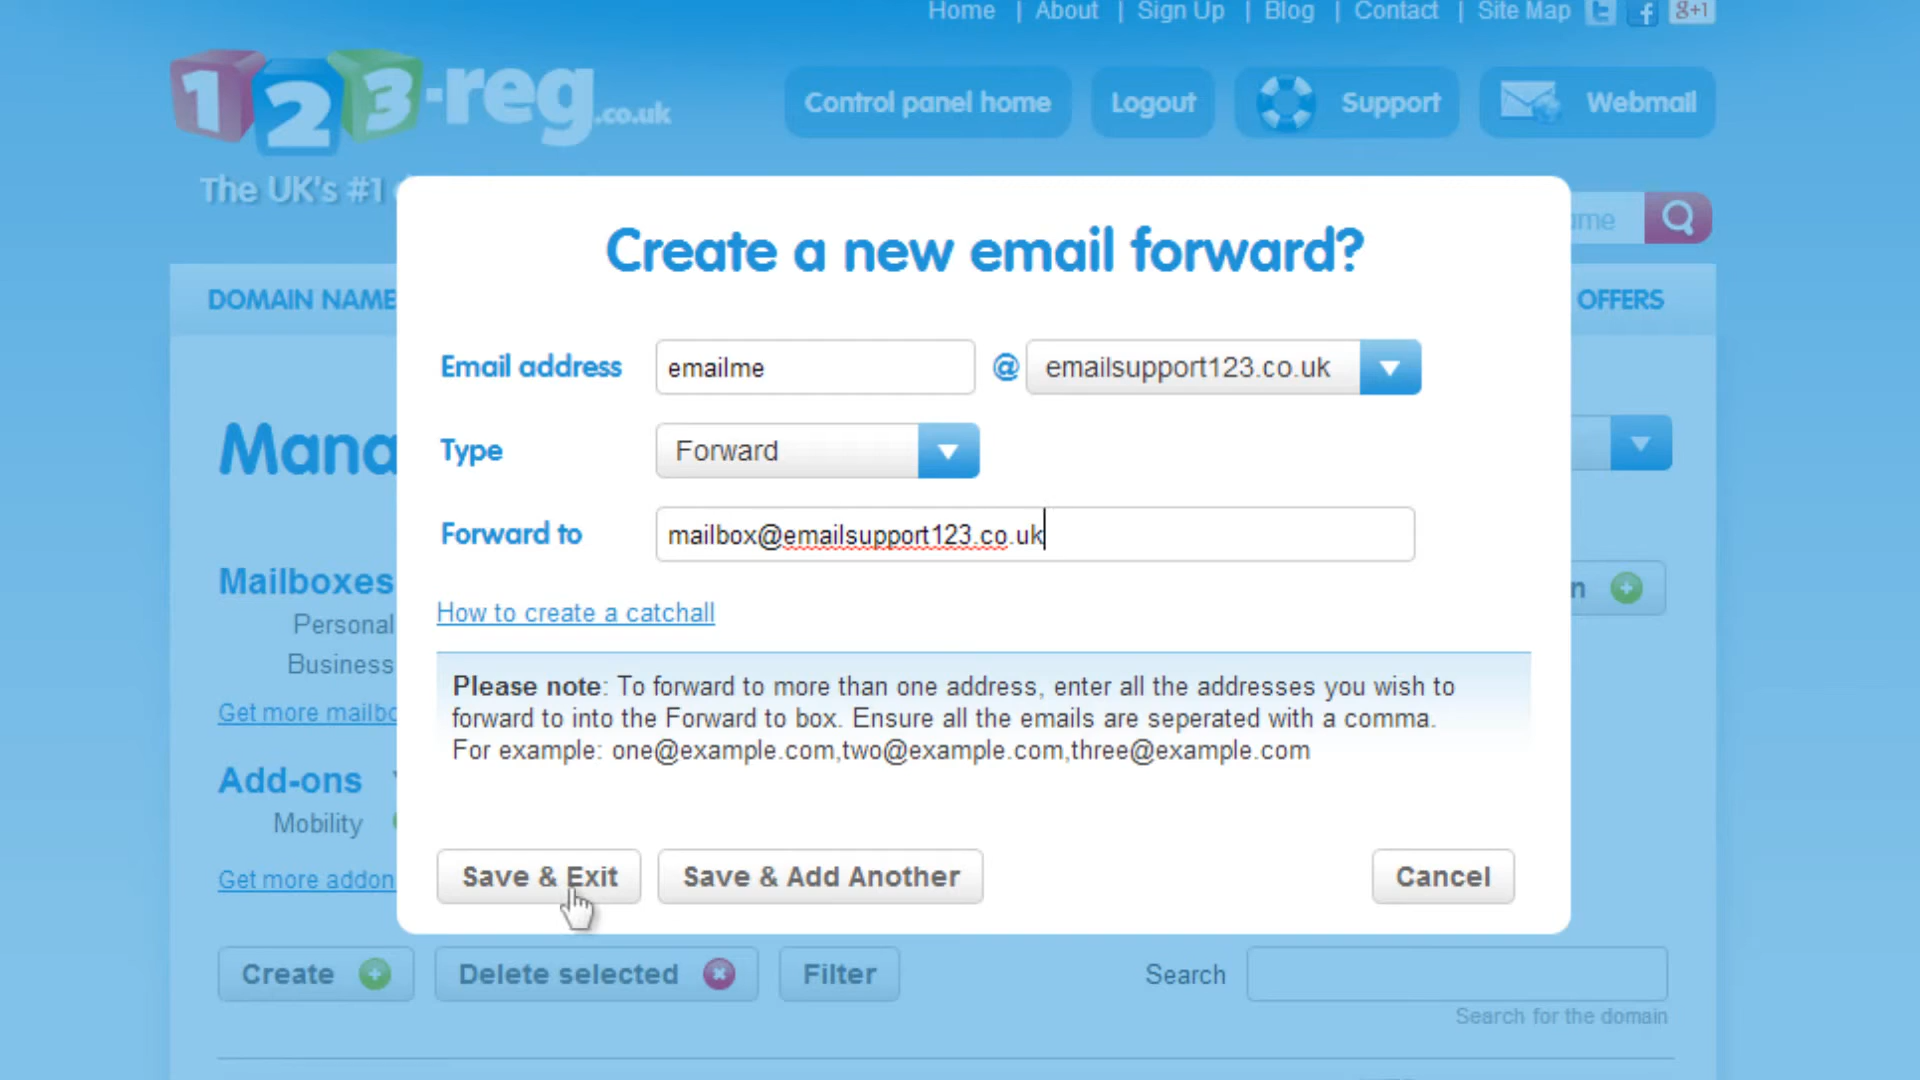 Home | About | Sign Up | Blog | Contact | Site Map g+1
123-reg.co.uk
Control panel home Logout Support Webmail
The UK's #1
Create a new email forward?
DOMAIN NAME OFFERS
Email address emailme @ emailsupport123.co.uk
Mana
Type Forward
Forward to mailbox@emailsupport123.co.uk
Mailboxes
Personal
How to create a catchall
Business
Please note: To forward to more than one address, enter all the addresses you wish to
forward to into the Forward to box. Ensure all the emails are seperated with a comma.
For example: one@example.com,two@example.com,three@example.com
Get more mailbo
Add-ons
Mobility
Get more addon
Save & Exit Save & Add Another Cancel
Create Delete selected Filter Search
Search for the domain